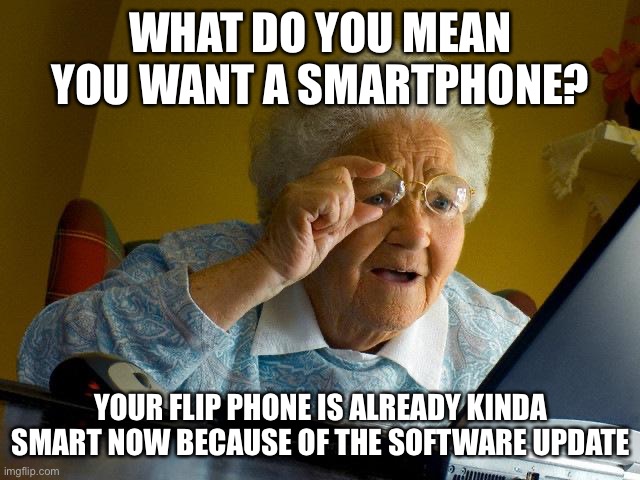 WHAT DO YOU MEAN
YOU WANT A SMARTPHONE?
YOUR FLIP PHONE IS ALREADY KINDA
SMART NOW BECAUSE OF THE SOFTWARE UPDATE
imgflip.com